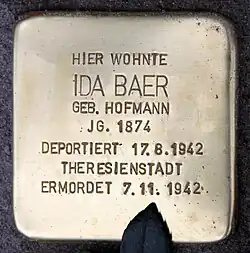 HIER WOHNTE
IDA BAER
GEB. HOFMANN
JG. 1874
DEPORTIERT 17.8.1942
THERESIENSTADT
ERMORDET 7.11.1942